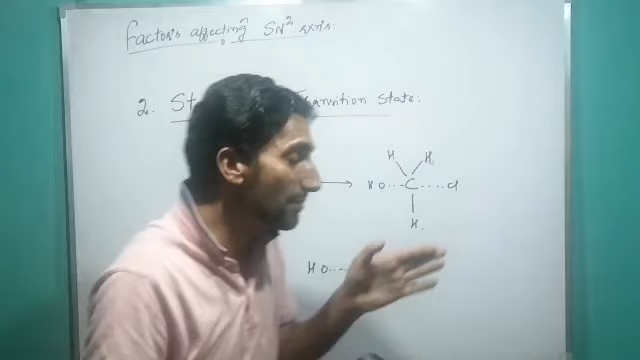 Factors affecting SN² rxns:
2. St Transition State.
H H
HO C Cl
H
HO